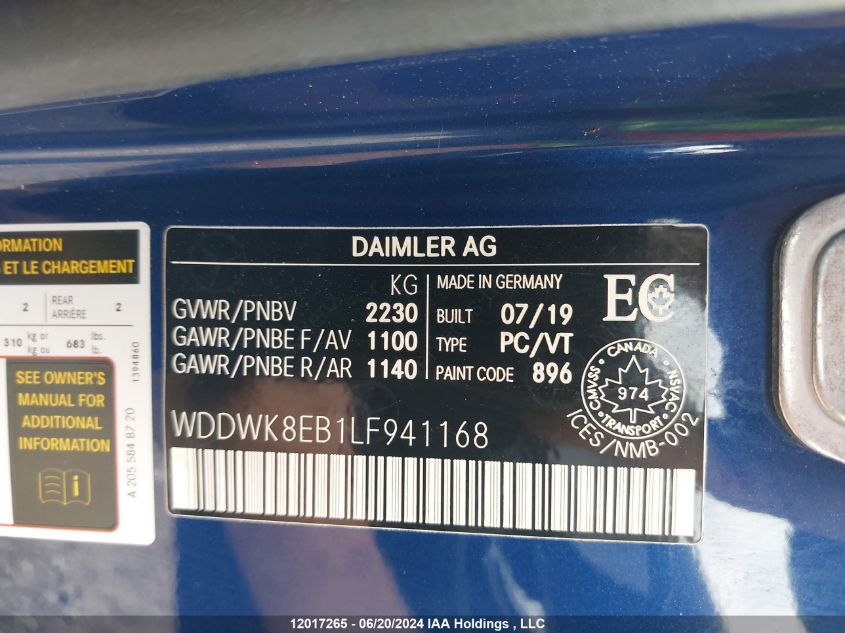 ORMATION
S ET LE CHARGEMENT
2 REAR ARRIÈRE 2
310 kg or kg ou 683 lbs. lb.
SEE OWNER'S
MANUAL FOR
ADDITIONAL
INFORMATION
i
A 205 584 87 20
1394860
DAIMLER AG
KG
GVWR/PNBV 2230
GAWR/PNBE F/AV 1100
GAWR/PNBE R/AR 1140
MADE IN GERMANY
BUILT 07/19
TYPE PC/VT
PAINT CODE 896
EC
CANADA
CMVSS
NSVAC
974
TRANSPORT
ICES/NMB-002
WDDWK8EB1LF941168
12017265 - 06/20/2024 IAA Holdings , LLC